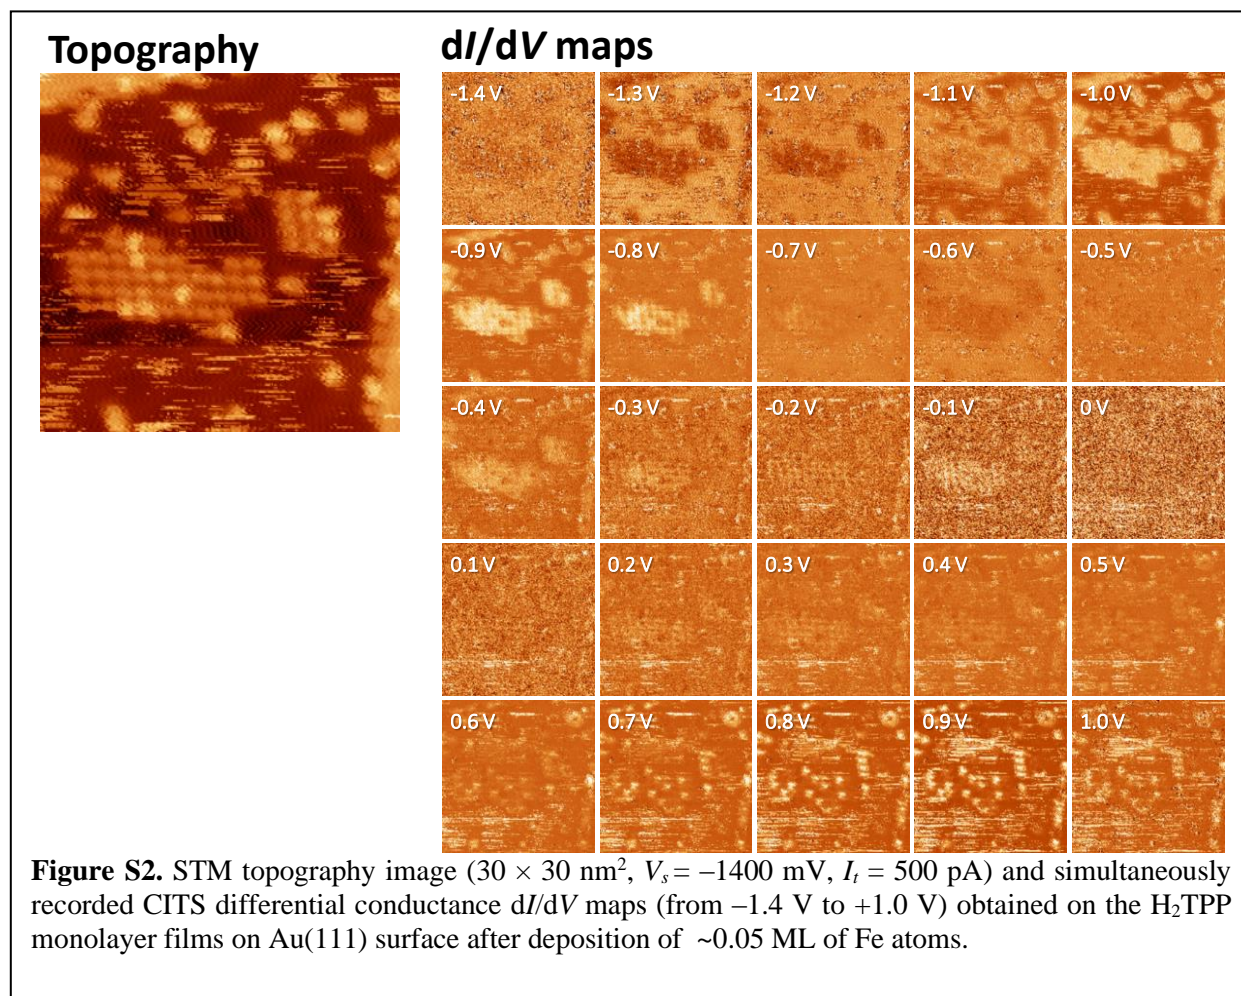 Topography
dI/dV maps
-1.4 V
-1.3 V
-1.2 V
-1.1 V
-1.0 V
-0.9 V
-0.8 V
-0.7 V
-0.6 V
-0.5 V
-0.4 V
-0.3 V
-0.2 V
-0.1 V
0 V
0.1 V
0.2 V
0.3 V
0.4 V
0.5 V
0.6 V
0.7 V
0.8 V
0.9 V
1.0 V
Figure S2. STM topography image (30 × 30 nm², Vₛ = –1400 mV, Iₜ = 500 pA) and simultaneously
recorded CITS differential conductance dI/dV maps (from –1.4 V to +1.0 V) obtained on the H₂TPP
monolayer films on Au(111) surface after deposition of ~0.05 ML of Fe atoms.